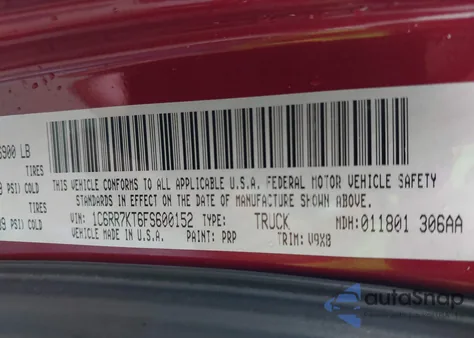 6900 LB
TIRES
PSI) COLD
TIRES
PSI) COLD
THIS VEHICLE CONFORMS TO ALL APPLICABLE U.S.A. FEDERAL MOTOR VEHICLE SAFETY
STANDARDS IN EFFECT ON THE DATE OF MANUFACTURE SHOWN ABOVE.
VIN: 1C6RR7KT6FS600152 TYPE: TRUCK MDH: 011801 306AA
VEHICLE MADE IN U.S.A. PAINT: PRP TRIM: V9X8
autoSnap